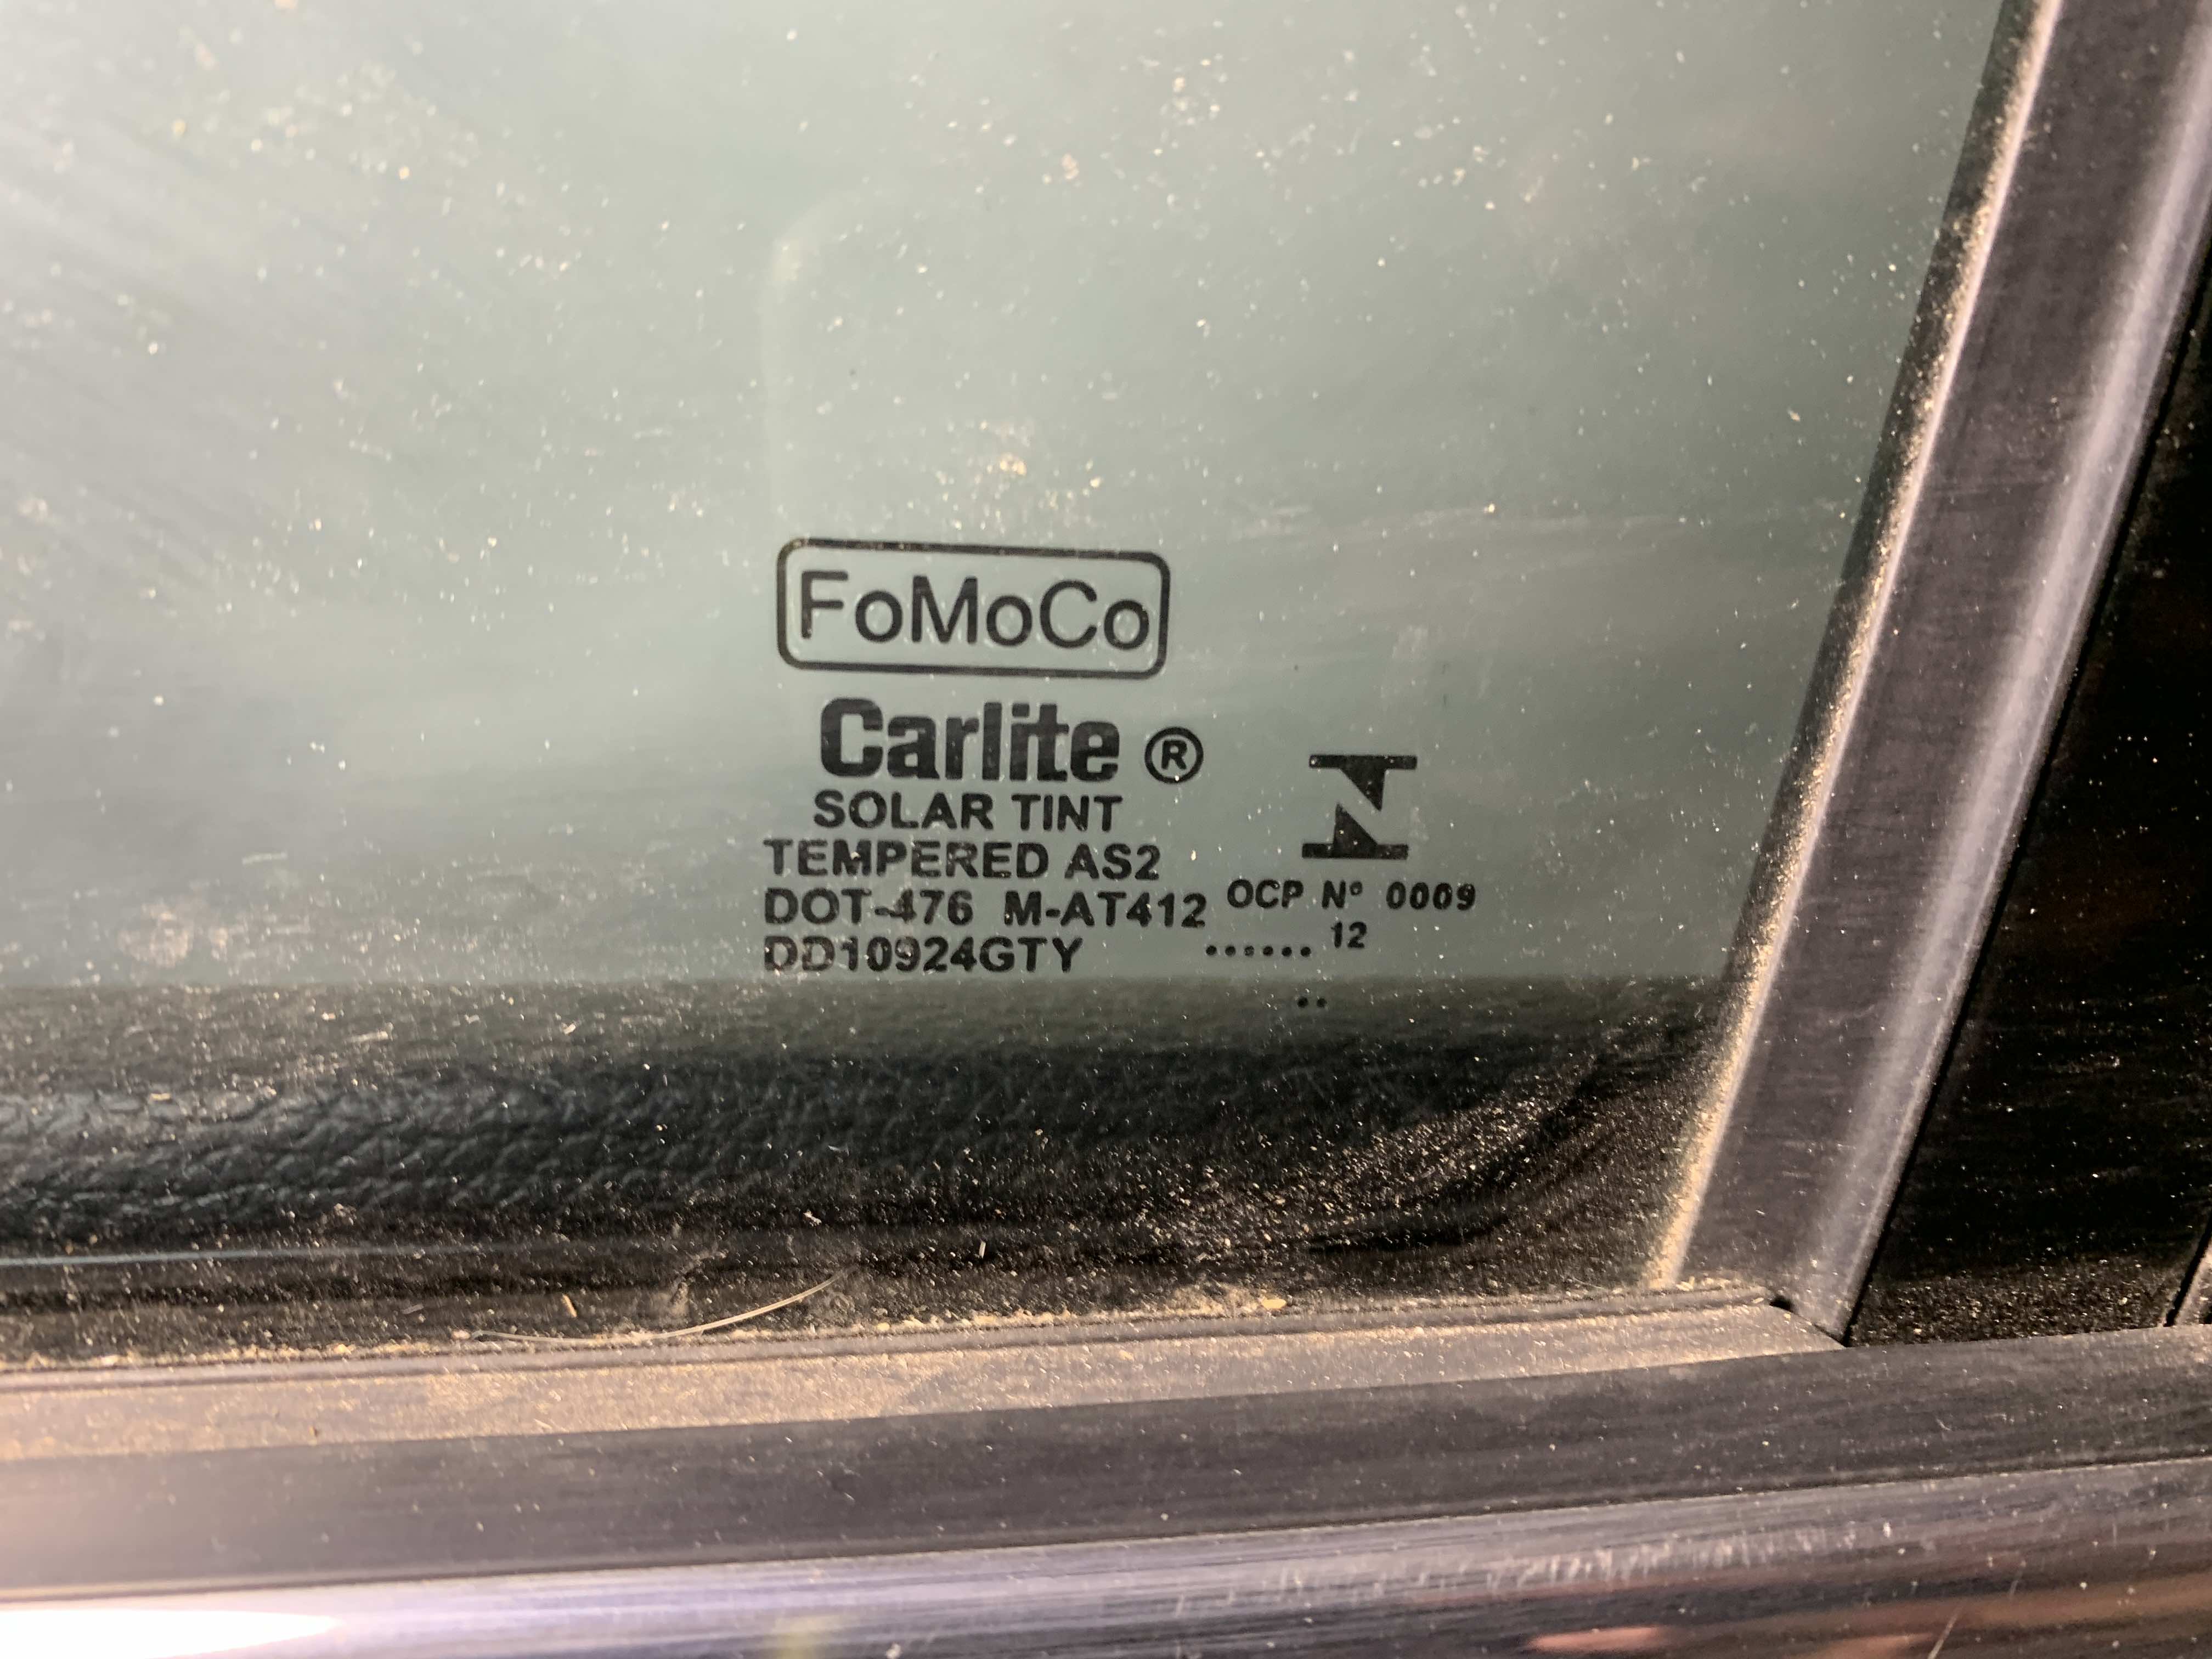 FoMoCo
Carlite ®
SOLAR TINT
TEMPERED AS2
DOT-476 M-AT412
DD10924GTY
OCP Nº 0009
...... 12
..